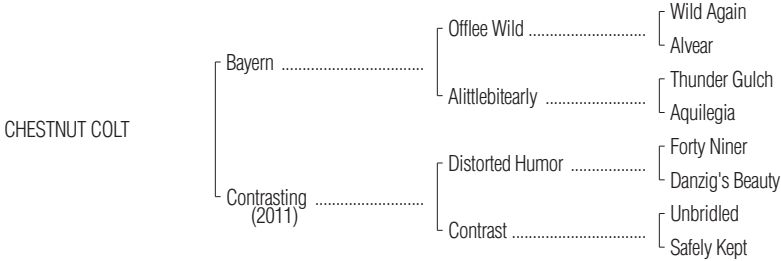 Wild Again
Offlee Wild ..............................
Alvear
Bayern ....................................
Thunder Gulch
Alittlebitearly .........................
Aquilegia
CHESTNUT COLT
Forty Niner
Distorted Humor ...................
Danzig's Beauty
Contrasting ...........................
(2011)
Unbridled
Contrast .................................
Safely Kept